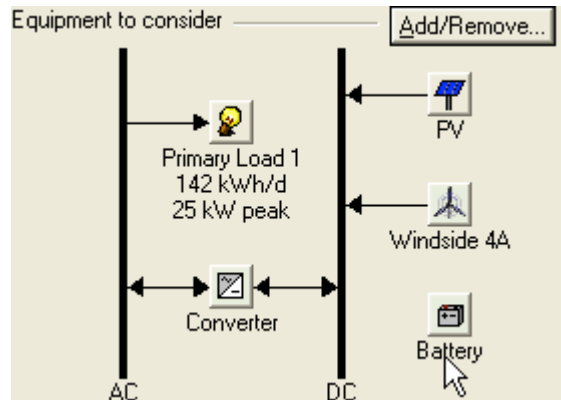 Equipment to consider
Add/Remove...
PV
Primary Load 1
142 kWh/d
25 kW peak
Windside 4A
Converter
Battery
AC
DC